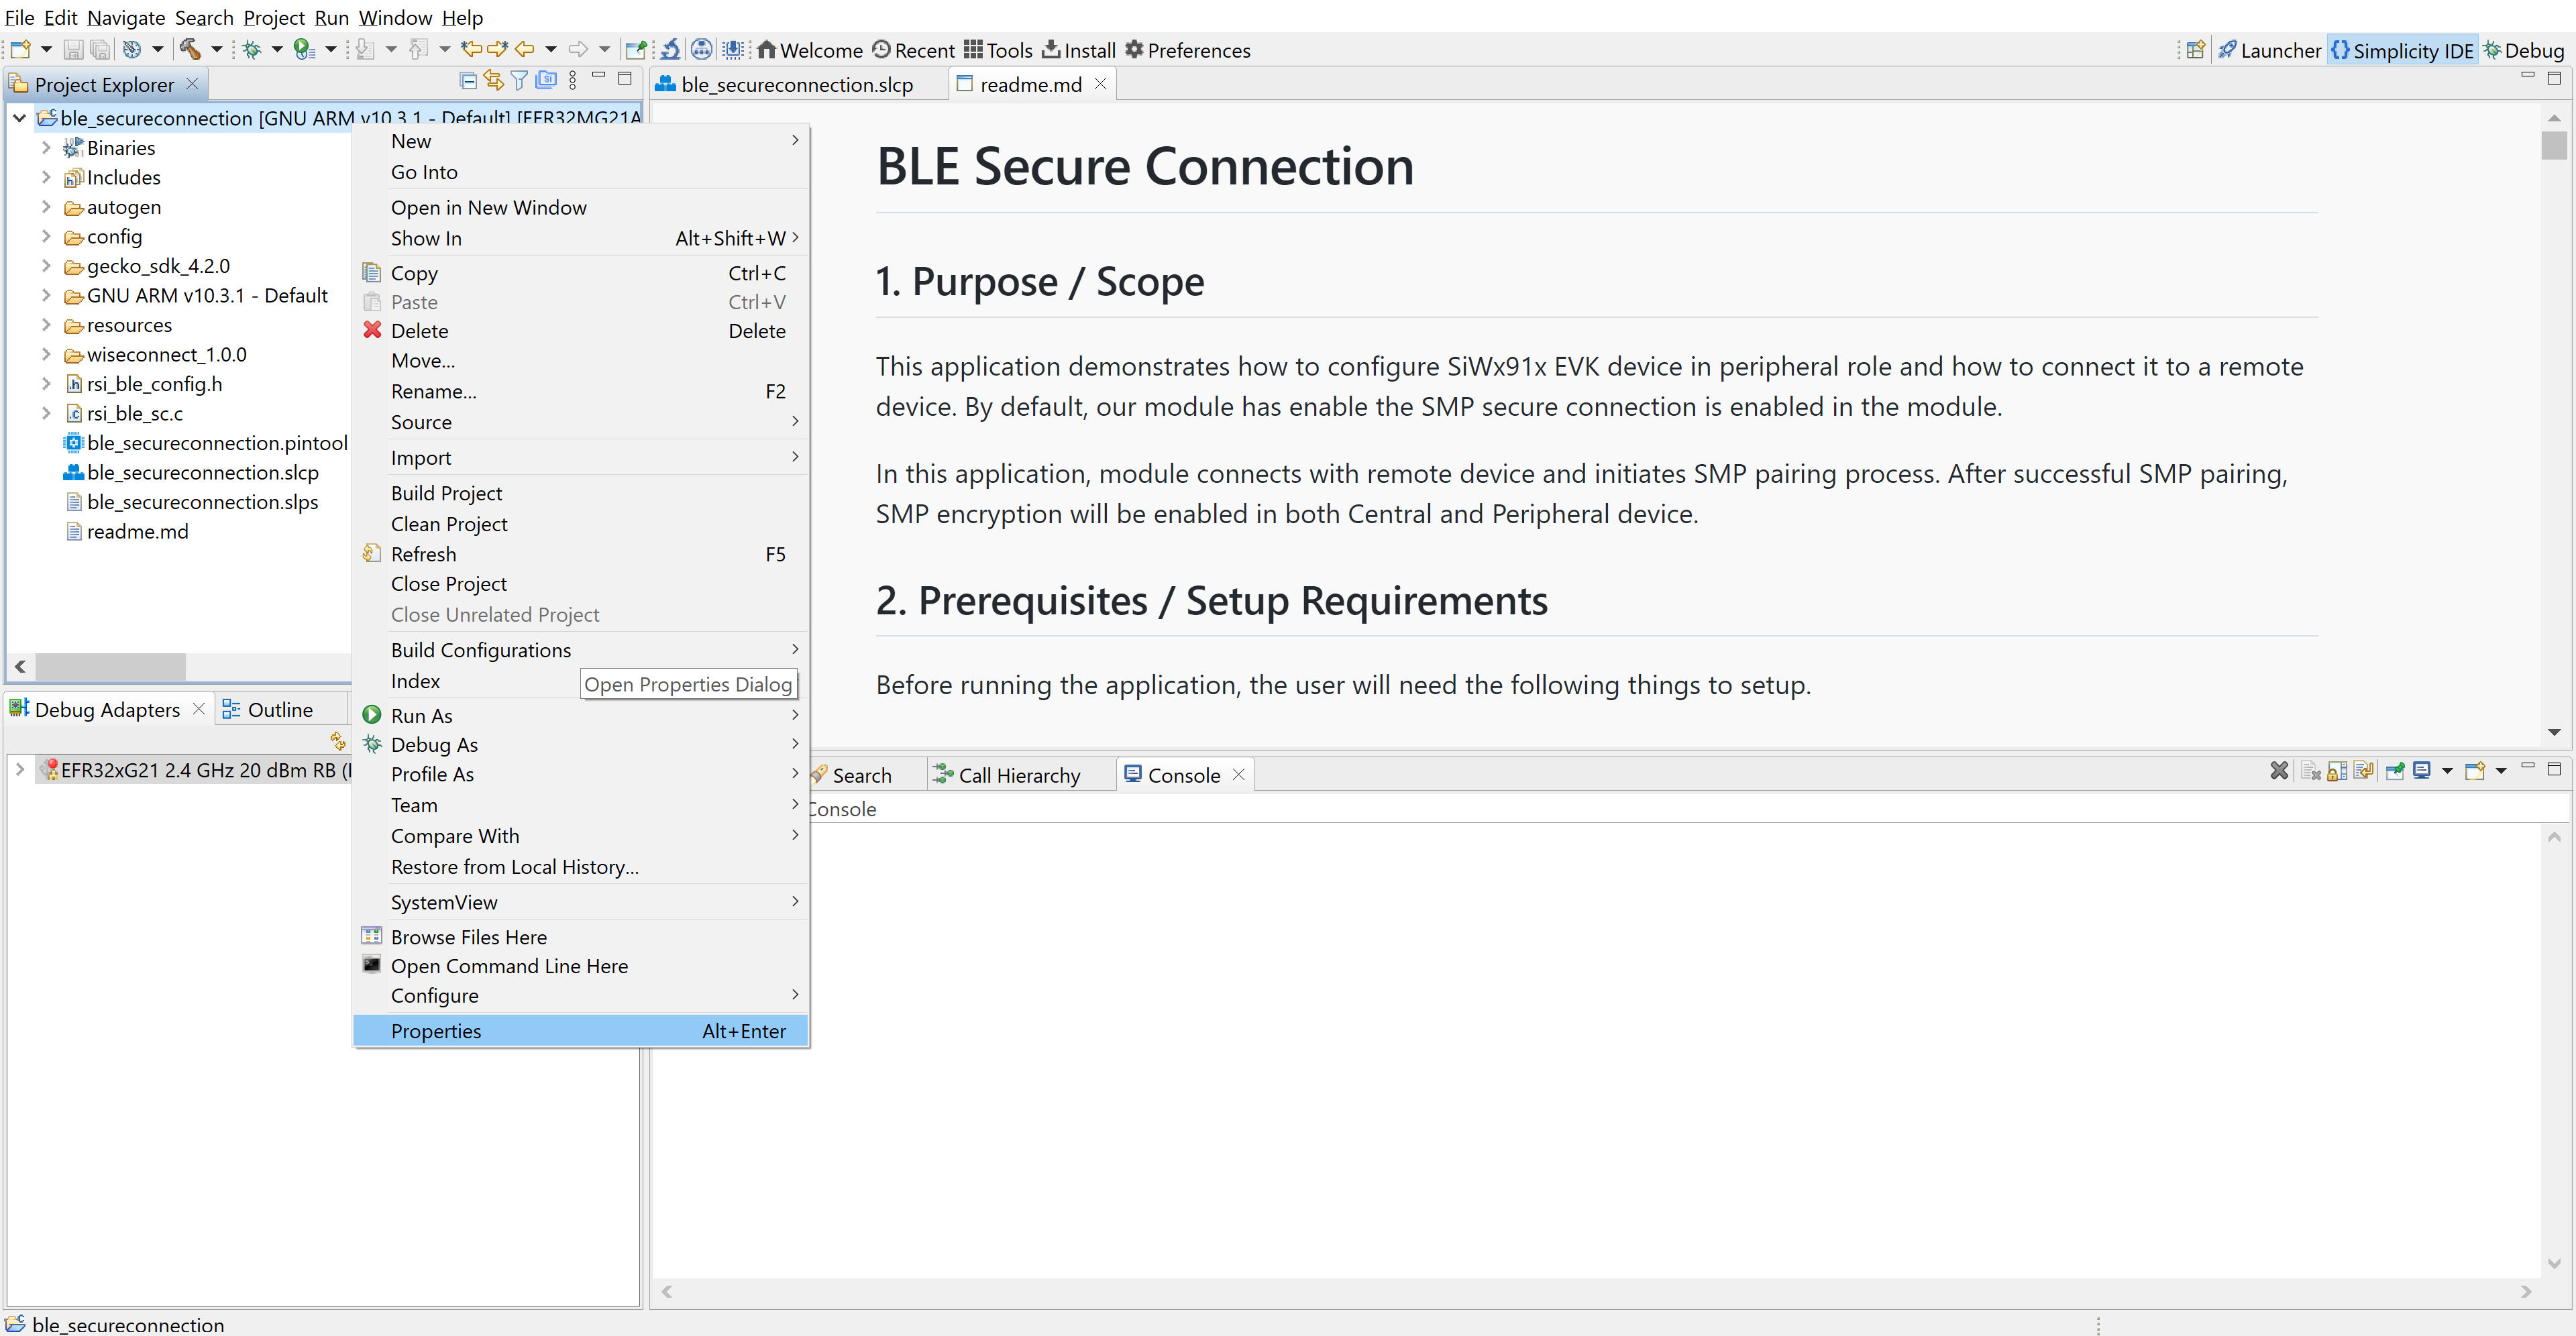 File Edit Navigate Search Project Run Window Help
Welcome Recent Tools Install Preferences
Launcher Simplicity IDE Debug
Project Explorer
ble_secureconnection.slcp
readme.md
ble_secureconnection [GNU ARM v10.3.1 - Default] [EFR32MG21A
Binaries
Includes
autogen
config
gecko_sdk_4.2.0
GNU ARM v10.3.1 - Default
resources
wiseconnect_1.0.0
rsi_ble_config.h
rsi_ble_sc.c
ble_secureconnection.pintool
ble_secureconnection.slcp
ble_secureconnection.slps
readme.md
New
Go Into
Open in New Window
Show In Alt+Shift+W
Copy Ctrl+C
Paste Ctrl+V
Delete Delete
Move...
Rename... F2
Source
Import
Build Project
Clean Project
Refresh F5
Close Project
Close Unrelated Project
Build Configurations
Index
Open Properties Dialog
Run As
Debug As
Profile As
Team
Compare With
Restore from Local History...
SystemView
Browse Files Here
Open Command Line Here
Configure
Properties Alt+Enter
BLE Secure Connection
1. Purpose / Scope
This application demonstrates how to configure SiWx91x EVK device in peripheral role and how to connect it to a remote
device. By default, our module has enable the SMP secure connection is enabled in the module.
In this application, module connects with remote device and initiates SMP pairing process. After successful SMP pairing,
SMP encryption will be enabled in both Central and Peripheral device.
2. Prerequisites / Setup Requirements
Before running the application, the user will need the following things to setup.
Debug Adapters
Outline
EFR32xG21 2.4 GHz 20 dBm RB (I
Search
Call Hierarchy
Console
Console
ble_secureconnection